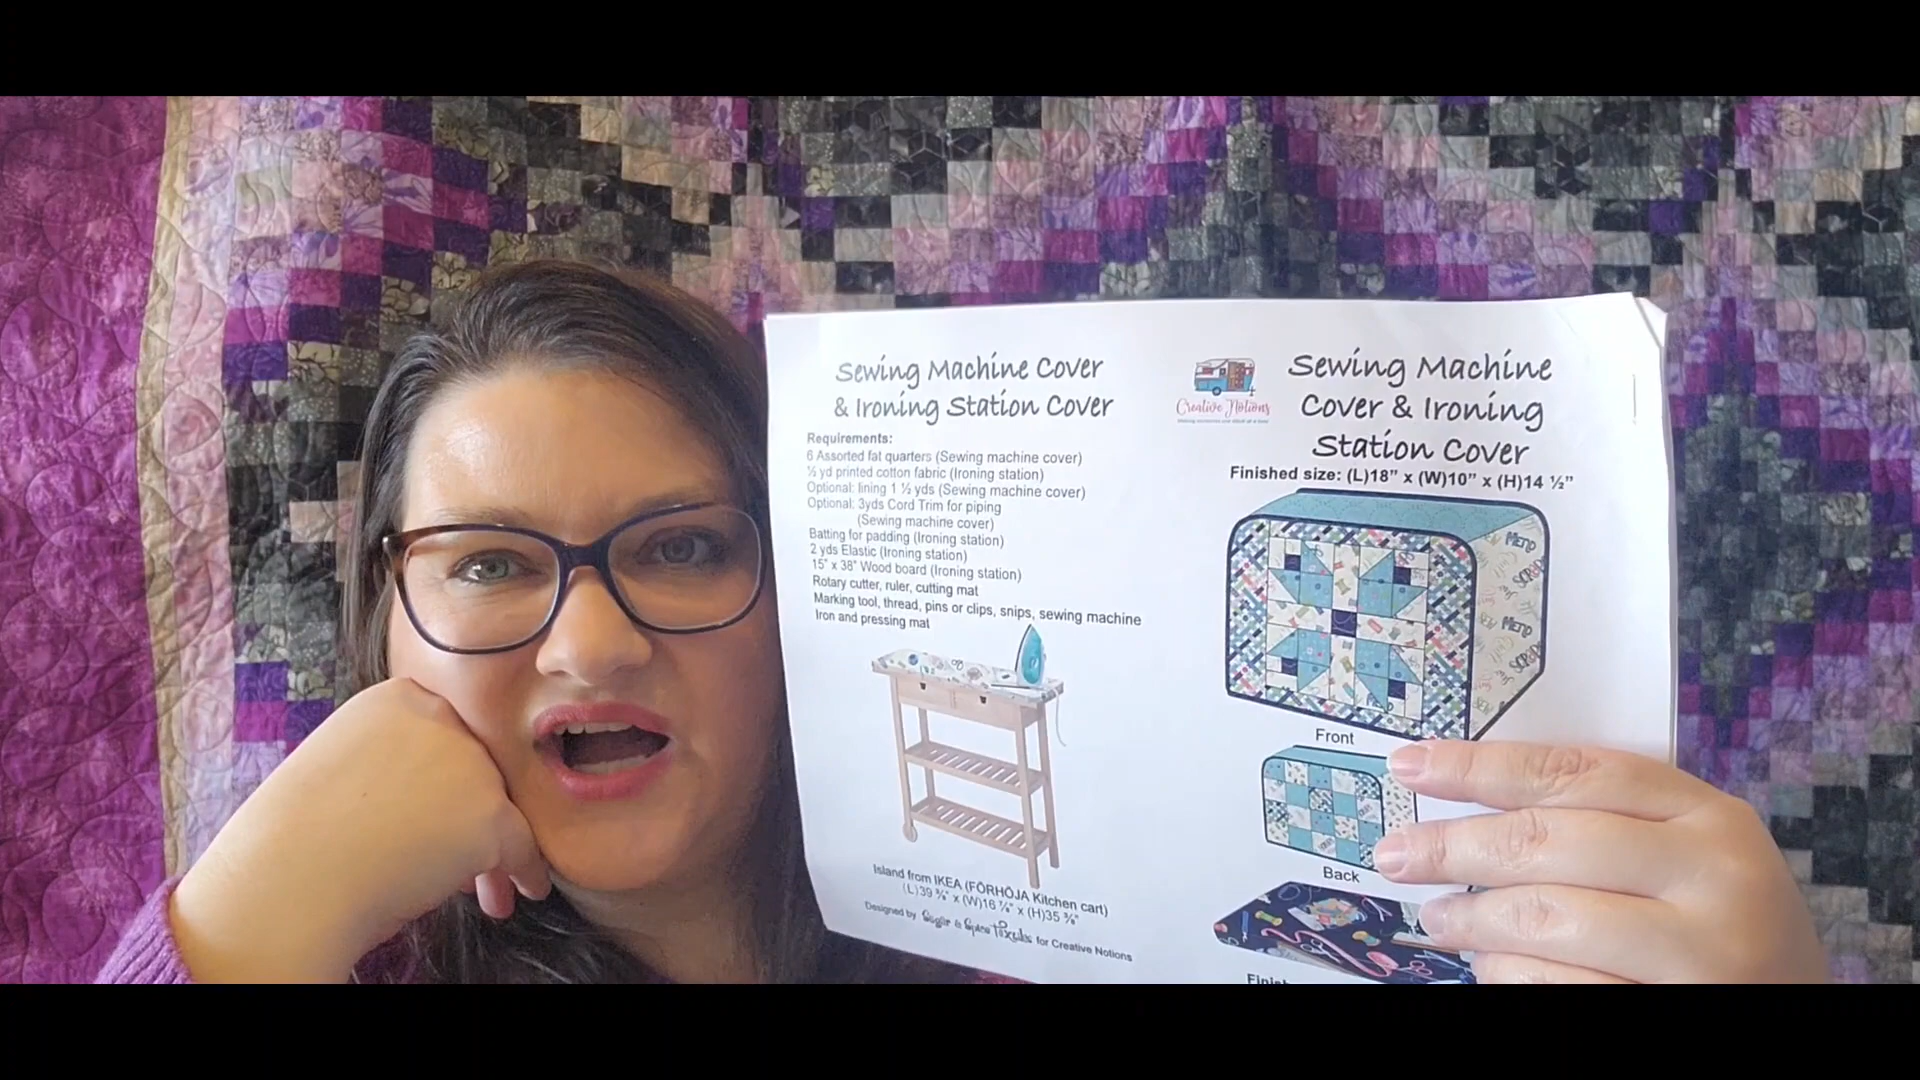 Sewing Machine Cover
& Ironing Station Cover
Requirements:
6 Assorted fat quarters (Sewing machine cover)
½ yd printed cotton fabric (Ironing station)
Optional: lining 1 ½ yds (Sewing machine cover)
Optional: 3yds Cord Trim for piping
(Sewing machine cover)
Batting for padding (Ironing station)
2 yds Elastic (Ironing station)
15" x 38" Wood board (Ironing station)
Rotary cutter, ruler, cutting mat
Marking tool, thread, pins or clips, snips, sewing machine
Iron and pressing mat
Island from IKEA (FÖRHÖJA Kitchen cart)
(L)39 ⅜" x (W)16 ⅞" x (H)35 ⅜"
Designed by Sugar & Spice for Creative Notions
Creative Notions
Sewing Machine
Cover & Ironing
Station Cover
Finished size: (L)18" x (W)10" x (H)14 ½"
MEND
MEND
Front
Back